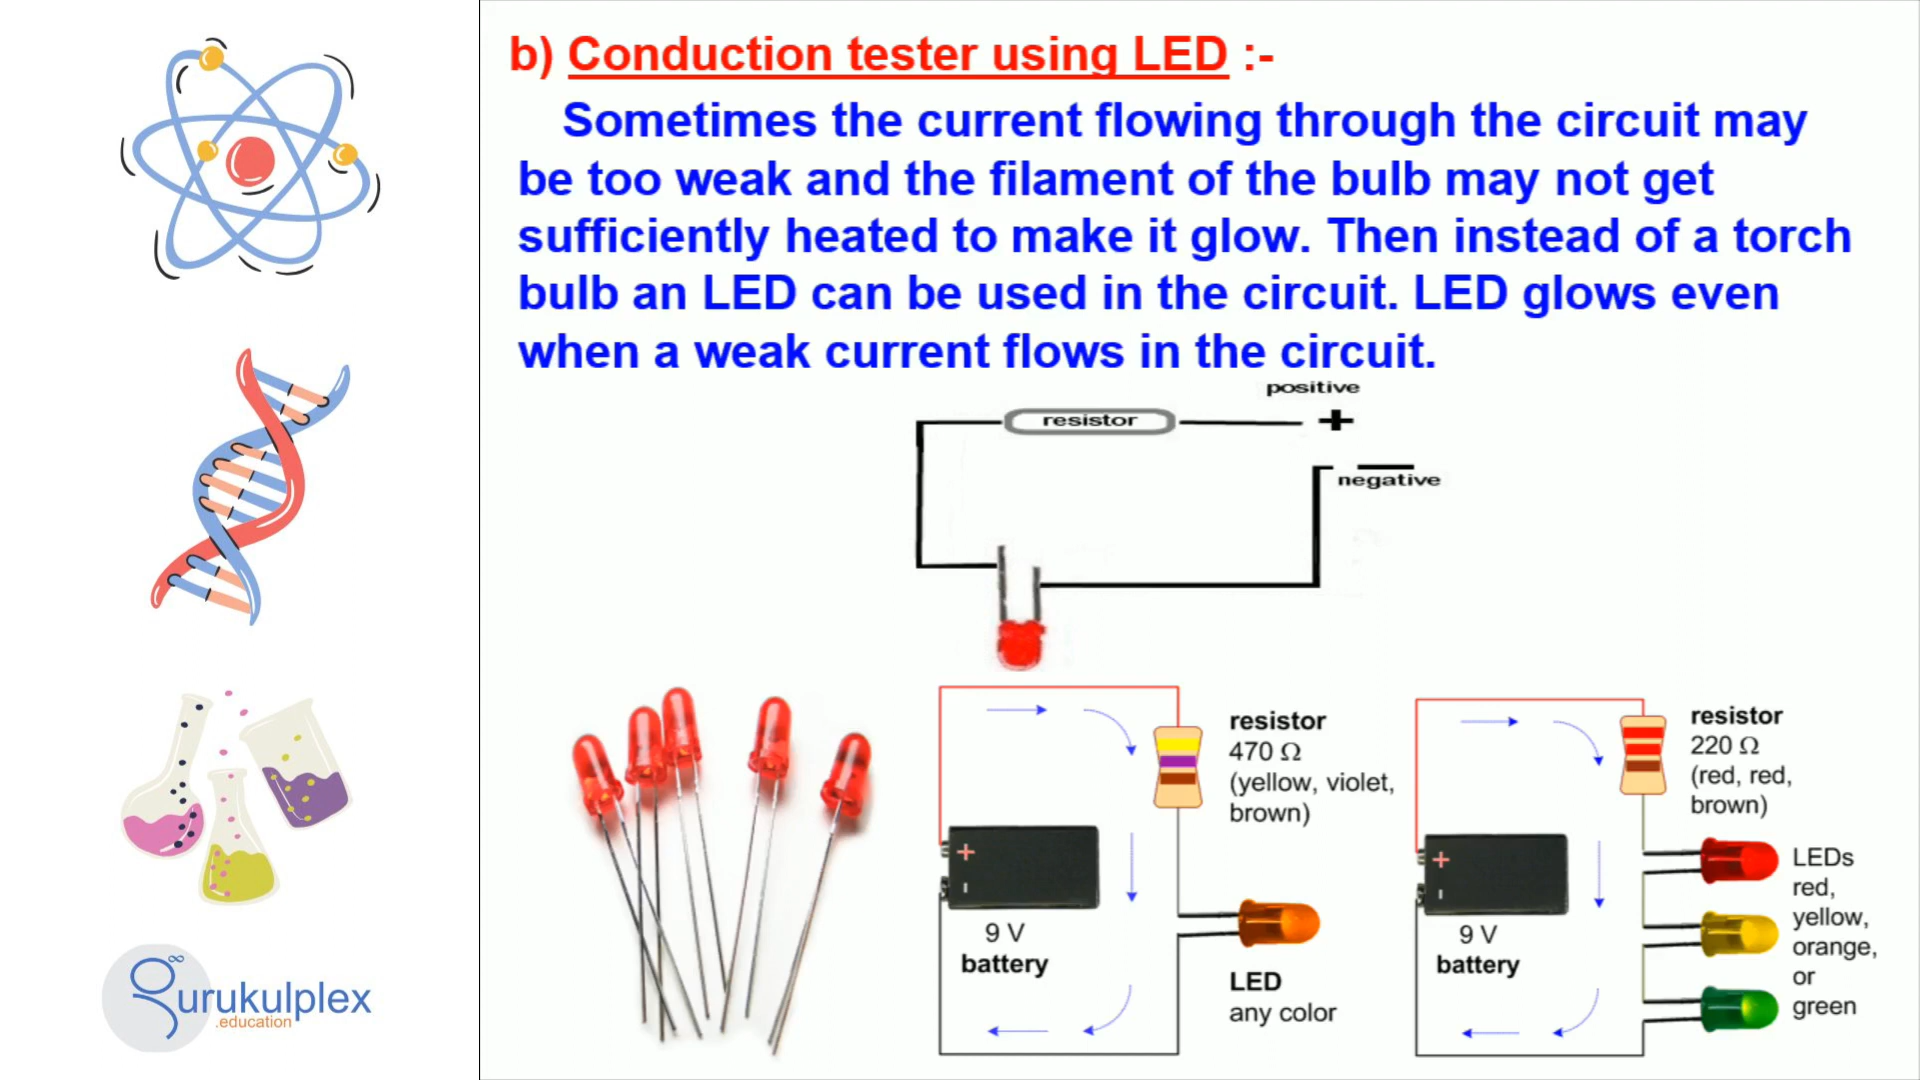 b) Conduction tester using LED :-
Sometimes the current flowing through the circuit may
be too weak and the filament of the bulb may not get
sufficiently heated to make it glow. Then instead of a torch
bulb an LED can be used in the circuit. LED glows even
when a weak current flows in the circuit.
positive
resistor
+
negative
resistor
470 Ω
(yellow, violet,
brown)
+
-
9 V
battery
LED
any color
resistor
220 Ω
(red, red,
brown)
+
-
9 V
battery
LEDs
red,
yellow,
orange,
or
green
gurukulplex
.education